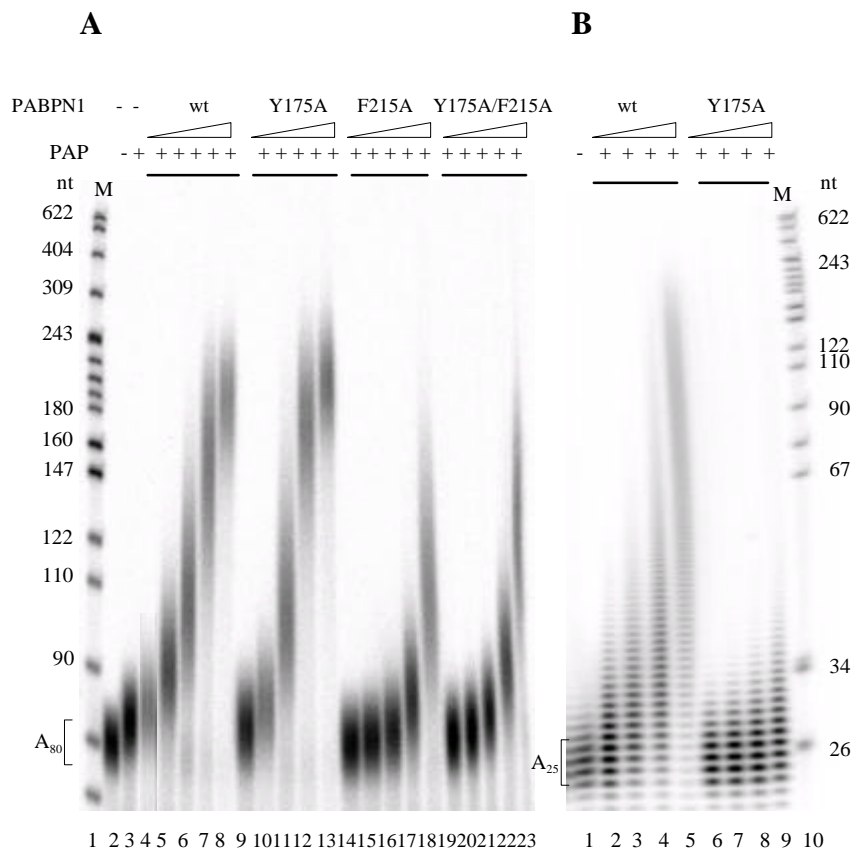 A B
PABPN1 - - wt Y175A F215A Y175A/F215A wt Y175A
PAP - + + + + + + + + + + + + + + + + + + + + + - + + + + + + + + +
nt M M nt
622 622
404
309
243 243
180
160
147
122
110
90
122
110
90
67
34
26
A80
A25
1 2 3 4 5 6 7 8 9 10 11 12 13 14 15 16 17 18 19 20 21 22 23
1 2 3 4 5 6 7 8 9 10